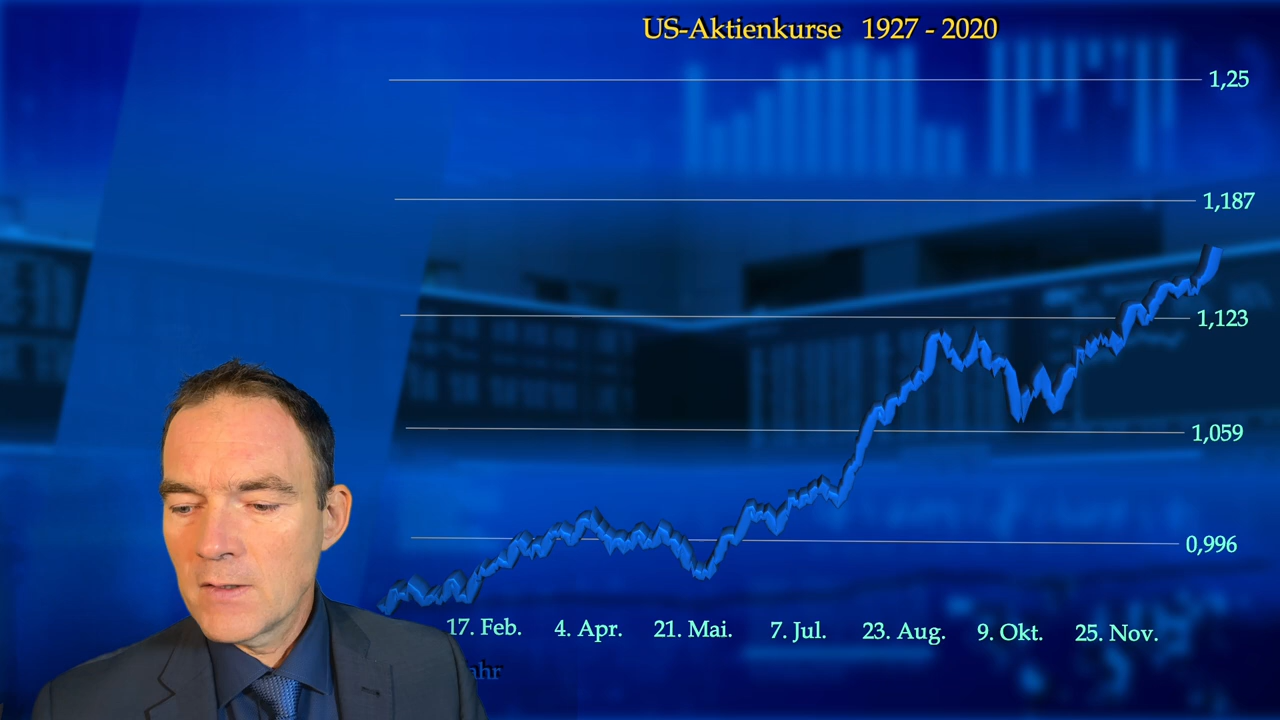 US-Aktienkurse 1927 - 2020
1,25
1,187
1,123
1,059
0,996
17. Feb. 4. Apr. 21. Mai. 7. Jul. 23. Aug. 9. Okt. 25. Nov.